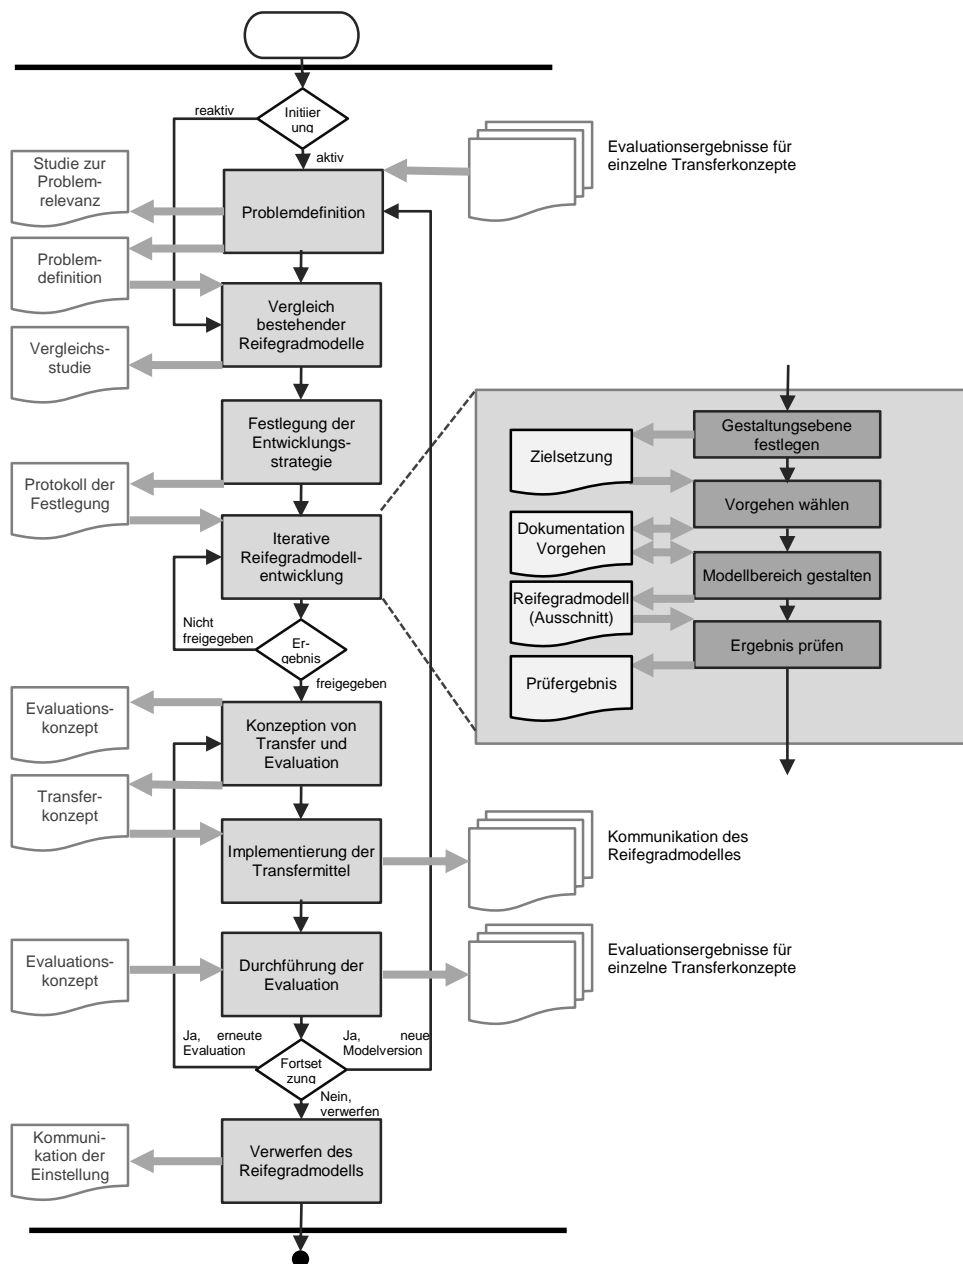 Initiier
ung
reaktiv
aktiv
Evaluationsergebnisse für
einzelne Transferkonzepte
Studie zur
Problem-
relevanz
Problemdefinition
Problem-
definition
Vergleich
bestehender
Reifegradmodelle
Vergleichs-
studie
Festlegung der
Entwicklungs-
strategie
Protokoll der
Festlegung
Iterative
Reifegradmodell-
entwicklung
Nicht
freigegeben
Er-
gebnis
freigegeben
Gestaltungsebene
festlegen
Zielsetzung
Vorgehen wählen
Dokumentation
Vorgehen
Modellbereich gestalten
Reifegradmodell
(Ausschnitt)
Ergebnis prüfen
Prüfergebnis
Evaluations-
konzept
Konzeption von
Transfer und
Evaluation
Transfer-
konzept
Implementierung der
Transfermittel
Kommunikation des
Reifegradmodelles
Evaluations-
konzept
Durchführung der
Evaluation
Evaluationsergebnisse für
einzelne Transferkonzepte
Ja, erneute
Evaluation
Ja, neue
Modelversion
Fortset
zung
Nein,
verwerfen
Kommuni-
kation der
Einstellung
Verwerfen des
Reifegradmodells